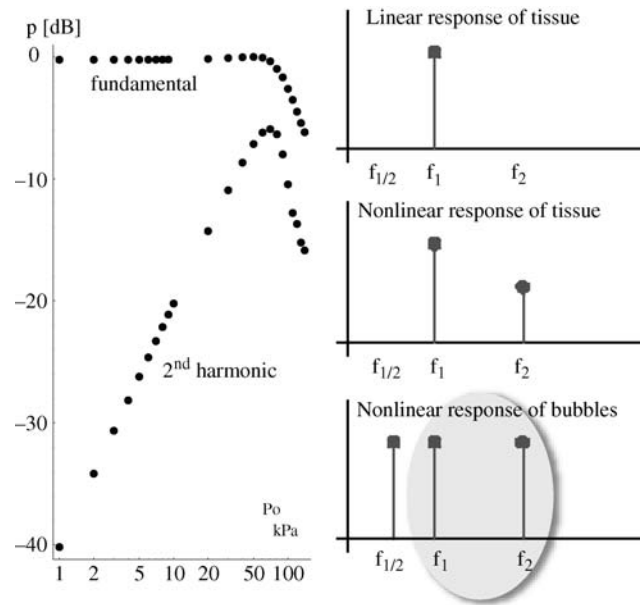 p [dB]
0
fundamental
–10
–20
2nd harmonic
–30
Po
kPa
–40
1 2 5 10 20 50 100
Linear response of tissue
f1/2 f1 f2
Nonlinear response of tissue
f1/2 f1 f2
Nonlinear response of bubbles
f1/2 f1 f2